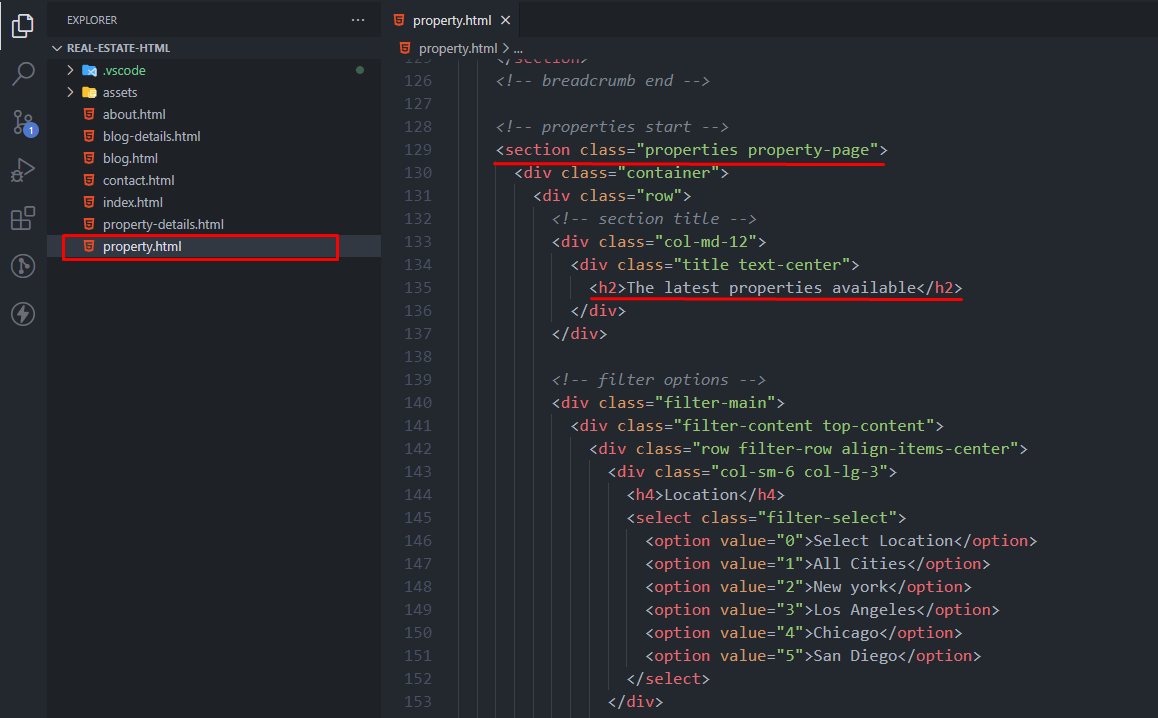 EXPLORER
...
REAL-ESTATE-HTML
.vscode
assets
about.html
blog-details.html
blog.html
contact.html
index.html
property-details.html
property.html
1
property.html
property.html > ...
125 </section>
126 <!-- breadcrumb end -->
127
128 <!-- properties start -->
129 <section class="properties property-page">
130 <div class="container">
131 <div class="row">
132 <!-- section title -->
133 <div class="col-md-12">
134 <div class="title text-center">
135 <h2>The latest properties available</h2>
136 </div>
137 </div>
138
139 <!-- filter options -->
140 <div class="filter-main">
141 <div class="filter-content top-content">
142 <div class="row filter-row align-items-center">
143 <div class="col-sm-6 col-lg-3">
144 <h4>Location</h4>
145 <select class="filter-select">
146 <option value="0">Select Location</option>
147 <option value="1">All Cities</option>
148 <option value="2">New york</option>
149 <option value="3">Los Angeles</option>
150 <option value="4">Chicago</option>
151 <option value="5">San Diego</option>
152 </select>
153 </div>